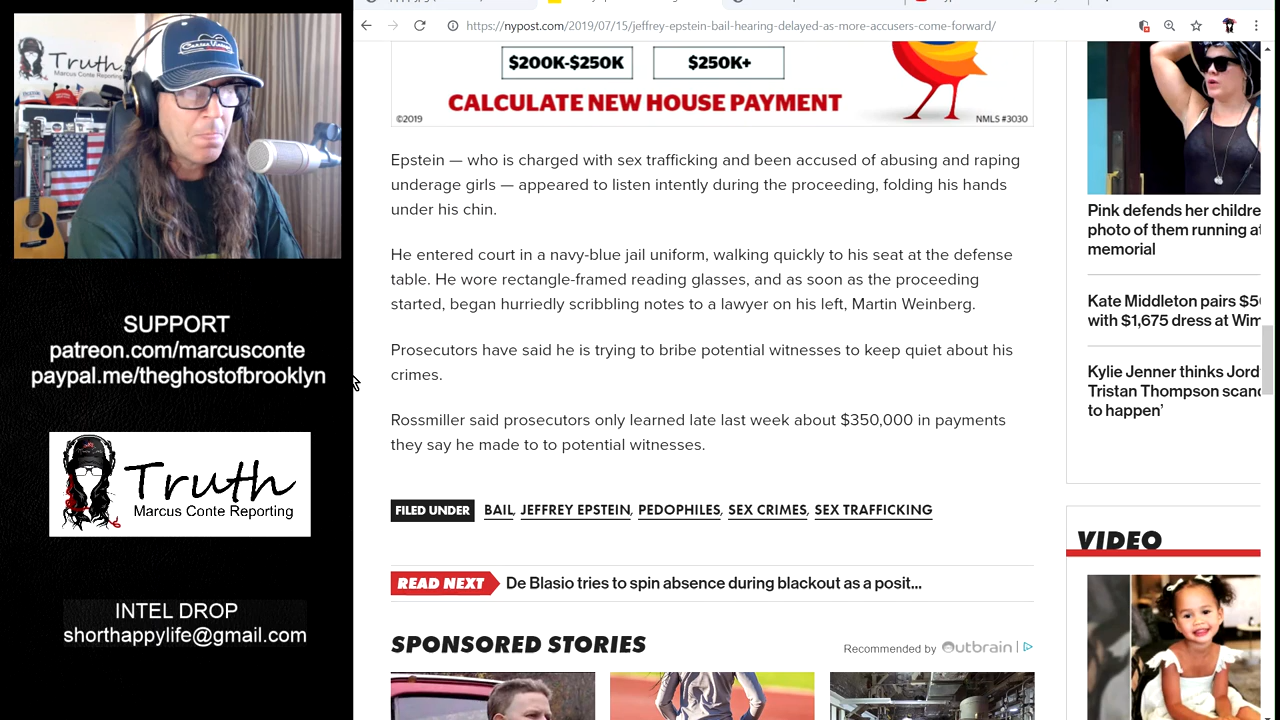 Truth.
Marcus Conte Reporting
SUPPORT
patreon.com/marcusconte
paypal.me/theghostofbrooklyn
Truth
Marcus Conte Reporting
INTEL DROP
shorthappylife@gmail.com
https://nypost.com/2019/07/15/jeffrey-epstein-bail-hearing-delayed-as-more-accusers-come-forward/
$200K-$250K
$250K+
CALCULATE NEW HOUSE PAYMENT
©2019
NMLS #3030
Epstein — who is charged with sex trafficking and been accused of abusing and raping
underage girls — appeared to listen intently during the proceeding, folding his hands
under his chin.
He entered court in a navy-blue jail uniform, walking quickly to his seat at the defense
table. He wore rectangle-framed reading glasses, and as soon as the proceeding
started, began hurriedly scribbling notes to a lawyer on his left, Martin Weinberg.
Prosecutors have said he is trying to bribe potential witnesses to keep quiet about his
crimes.
Rossmiller said prosecutors only learned late last week about $350,000 in payments
they say he made to to potential witnesses.
FILED UNDER BAIL, JEFFREY EPSTEIN, PEDOPHILES, SEX CRIMES, SEX TRAFFICKING
READ NEXT De Blasio tries to spin absence during blackout as a posit...
SPONSORED STORIES
Recommended by Outbrain
Pink defends her childre
photo of them running at
memorial
Kate Middleton pairs $5
with $1,675 dress at Wim
Kylie Jenner thinks Jord
Tristan Thompson scanc
to happen’
VIDEO